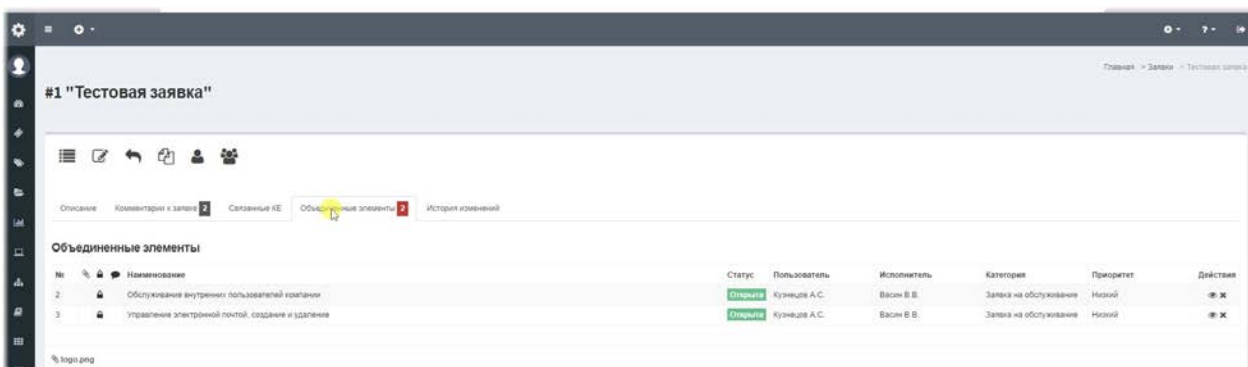 Главная > Заявки > Тестовая заявка
#1 "Тестовая заявка"
Описание Комментарии к заявке 2 Связанные КЕ Объединенные элементы 2 История изменений
Объединенные элементы
№ Наименование Статус Пользователь Исполнитель Категория Приоритет Действия
2 Обслуживание внутренних пользователей компании Открыта Кузнецов А.С. Васин В.В. Заявка на обслуживание Низкий
3 Управление электронной почтой, создание и удаление Открыта Кузнецов А.С. Васин В.В. Заявка на обслуживание Низкий
logo.png